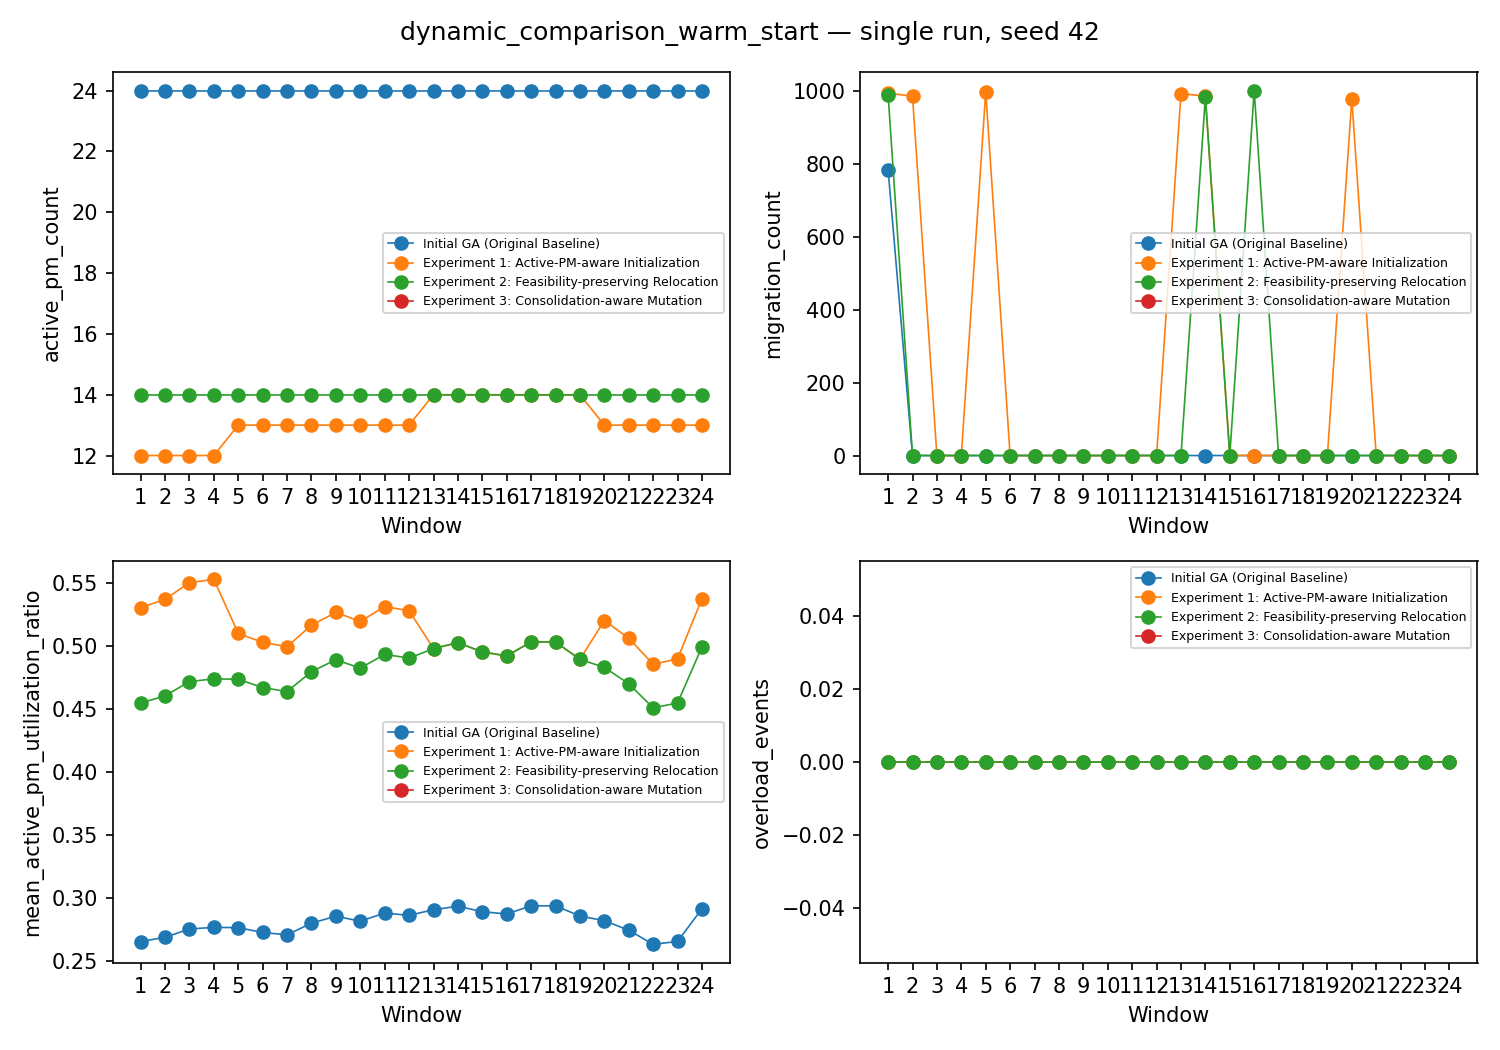 dynamic_comparison_warm_start — single run, seed 42
active_pm_count
24
22
20
18
16
14
12
Initial GA (Original Baseline)
Experiment 1: Active-PM-aware Initialization
Experiment 2: Feasibility-preserving Relocation
Experiment 3: Consolidation-aware Mutation
1 2 3 4 5 6 7 8 9 10 11 12 13 14 15 16 17 18 19 20 21 22 23 24
Window
migration_count
1000
800
600
400
200
0
Initial GA (Original Baseline)
Experiment 1: Active-PM-aware Initialization
Experiment 2: Feasibility-preserving Relocation
Experiment 3: Consolidation-aware Mutation
1 2 3 4 5 6 7 8 9 10 11 12 13 14 15 16 17 18 19 20 21 22 23 24
Window
mean_active_pm_utilization_ratio
0.55
0.50
0.45
0.40
0.35
0.30
0.25
Initial GA (Original Baseline)
Experiment 1: Active-PM-aware Initialization
Experiment 2: Feasibility-preserving Relocation
Experiment 3: Consolidation-aware Mutation
1 2 3 4 5 6 7 8 9 10 11 12 13 14 15 16 17 18 19 20 21 22 23 24
Window
overload_events
0.04
0.02
0.00
−0.02
−0.04
Initial GA (Original Baseline)
Experiment 1: Active-PM-aware Initialization
Experiment 2: Feasibility-preserving Relocation
Experiment 3: Consolidation-aware Mutation
1 2 3 4 5 6 7 8 9 10 11 12 13 14 15 16 17 18 19 20 21 22 23 24
Window